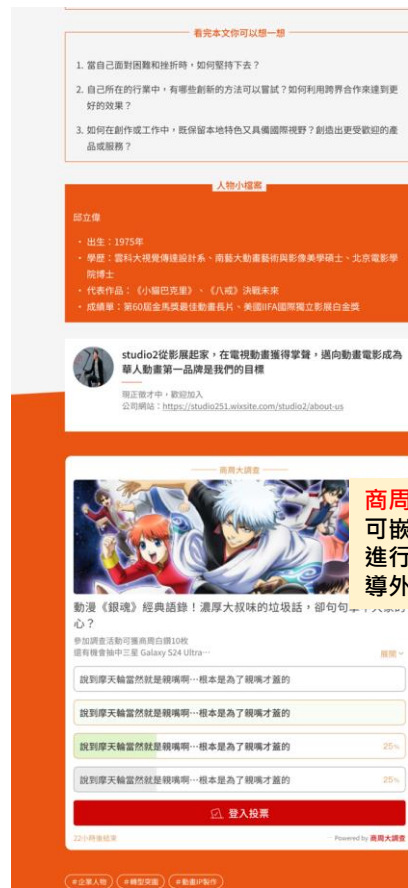 看完本文你可以想一想
1. 當自己面對困難和挫折時，如何堅持下去？
2. 自己所在的行業中，有哪些創新的方法可以嘗試？如何利用跨界合作來達到更
好的效果？
3. 如何在創作或工作中，既保留本地特色又具備國際視野？創造出更受歡迎的產
品或服務？
人物小檔案
邱立偉
・出生：1975年
・學歷：雲科大視覺傳達設計系、南藝大動畫藝術與影像美學碩士、北京電影學
院博士
・代表作品：《小貓巴克里》、《八戒》決戰未來
・成績單：第60屆金馬獎最佳動畫長片、美國IIFA國際獨立影展白金獎
studio2從影展起家，在電視動畫獲得掌聲，邁向動畫電影成為
華人動畫第一品牌是我們的目標
現正徵才中，歡迎加入
公司網站：https://studio251.wixsite.com/studio2/about-us
商周大調查
商周
可嵌
進行
導外
動漫《銀魂》經典語錄！濃厚大叔味的垃圾話，卻句句
心？
參加調查活動可獲商周白鑽10枚
還有機會抽中三星 Galaxy S24 Ultra…
展開
說到摩天輪當然就是親嘴啊…根本是為了親嘴才蓋的
說到摩天輪當然就是親嘴啊…根本是為了親嘴才蓋的
說到摩天輪當然就是親嘴啊…根本是為了親嘴才蓋的 25%
說到摩天輪當然就是親嘴啊…根本是為了親嘴才蓋的 25%
登入投票
22小時後結束
Powered by 商周大調查
#企業人物 #轉型突圍 #動畫IP製作